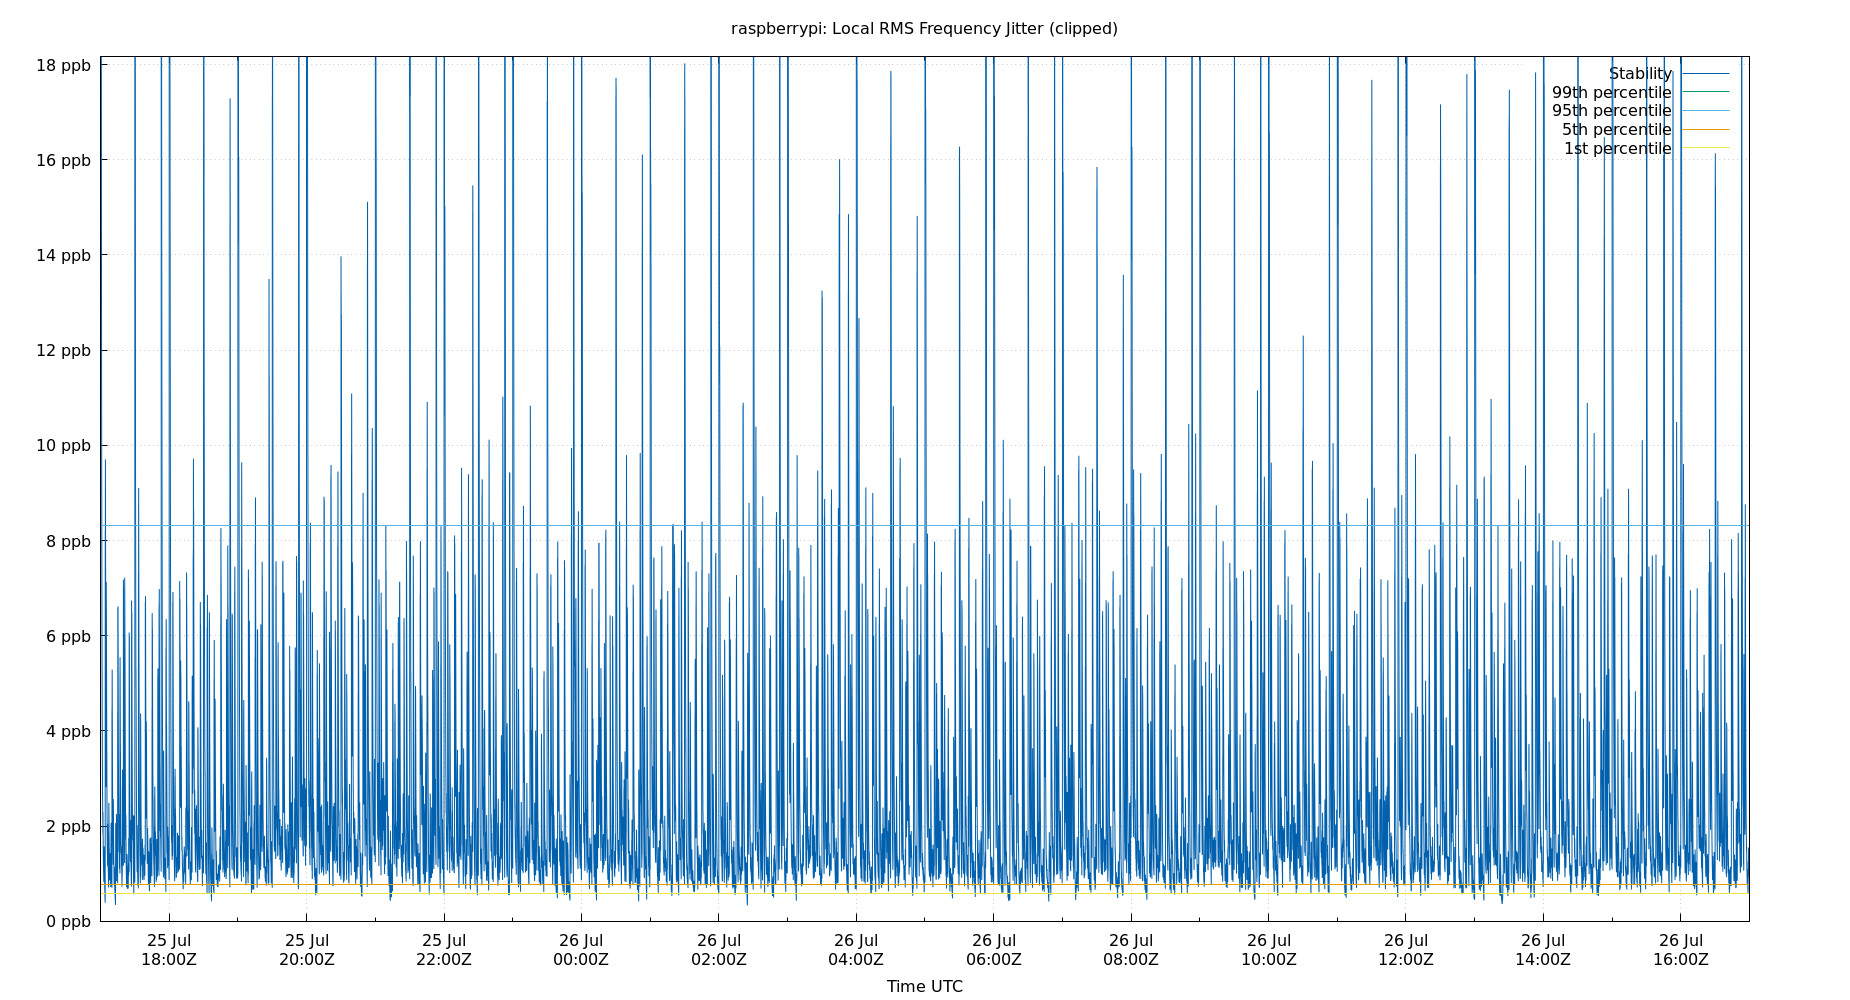 raspberrypi: Local RMS Frequency Jitter (clipped)
18 ppb
16 ppb
14 ppb
12 ppb
10 ppb
8 ppb
6 ppb
4 ppb
2 ppb
0 ppb
Stability
99th percentile
95th percentile
5th percentile
1st percentile
25 Jul 25 Jul 25 Jul 26 Jul 26 Jul 26 Jul 26 Jul 26 Jul 26 Jul 26 Jul 26 Jul 26 Jul
18:00Z 20:00Z 22:00Z 00:00Z 02:00Z 04:00Z 06:00Z 08:00Z 10:00Z 12:00Z 14:00Z 16:00Z
Time UTC